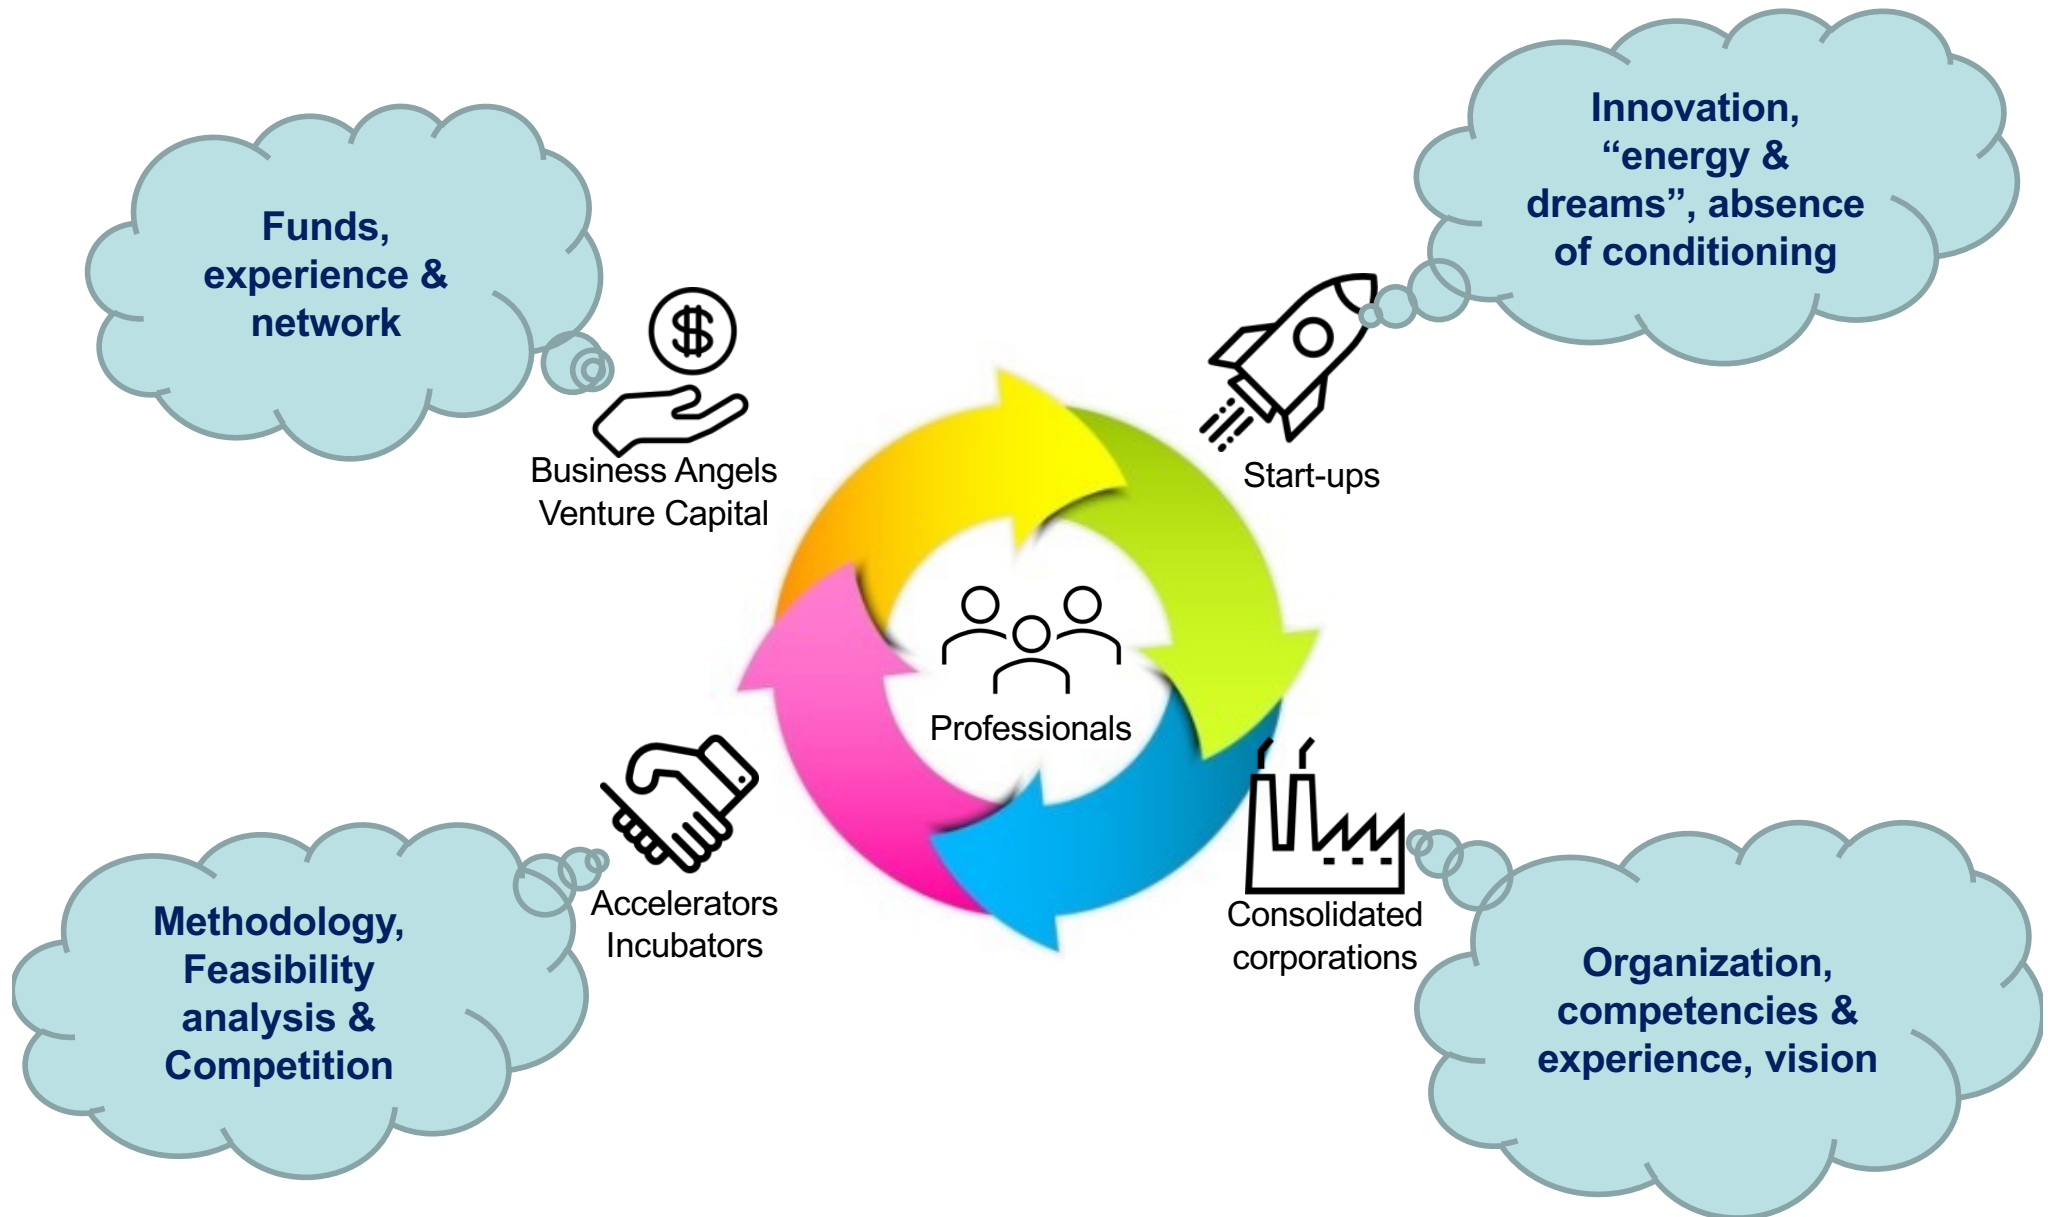 Funds,
experience &
network
Business Angels
Venture Capital
Innovation,
“energy &
dreams”, absence
of conditioning
Start-ups
Professionals
Accelerators
Incubators
Methodology,
Feasibility
analysis &
Competition
Consolidated
corporations
Organization,
competencies &
experience, vision